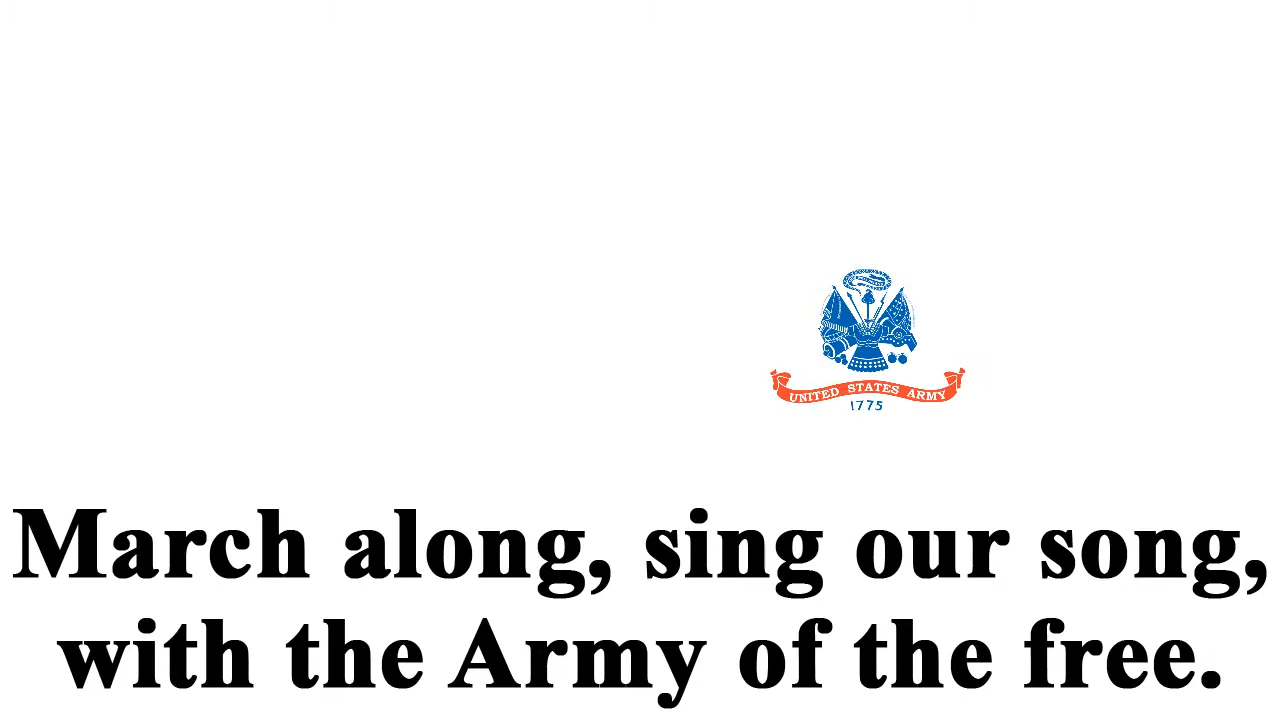 UNITED STATES ARMY
1775
March along, sing our song,
with the Army of the free.